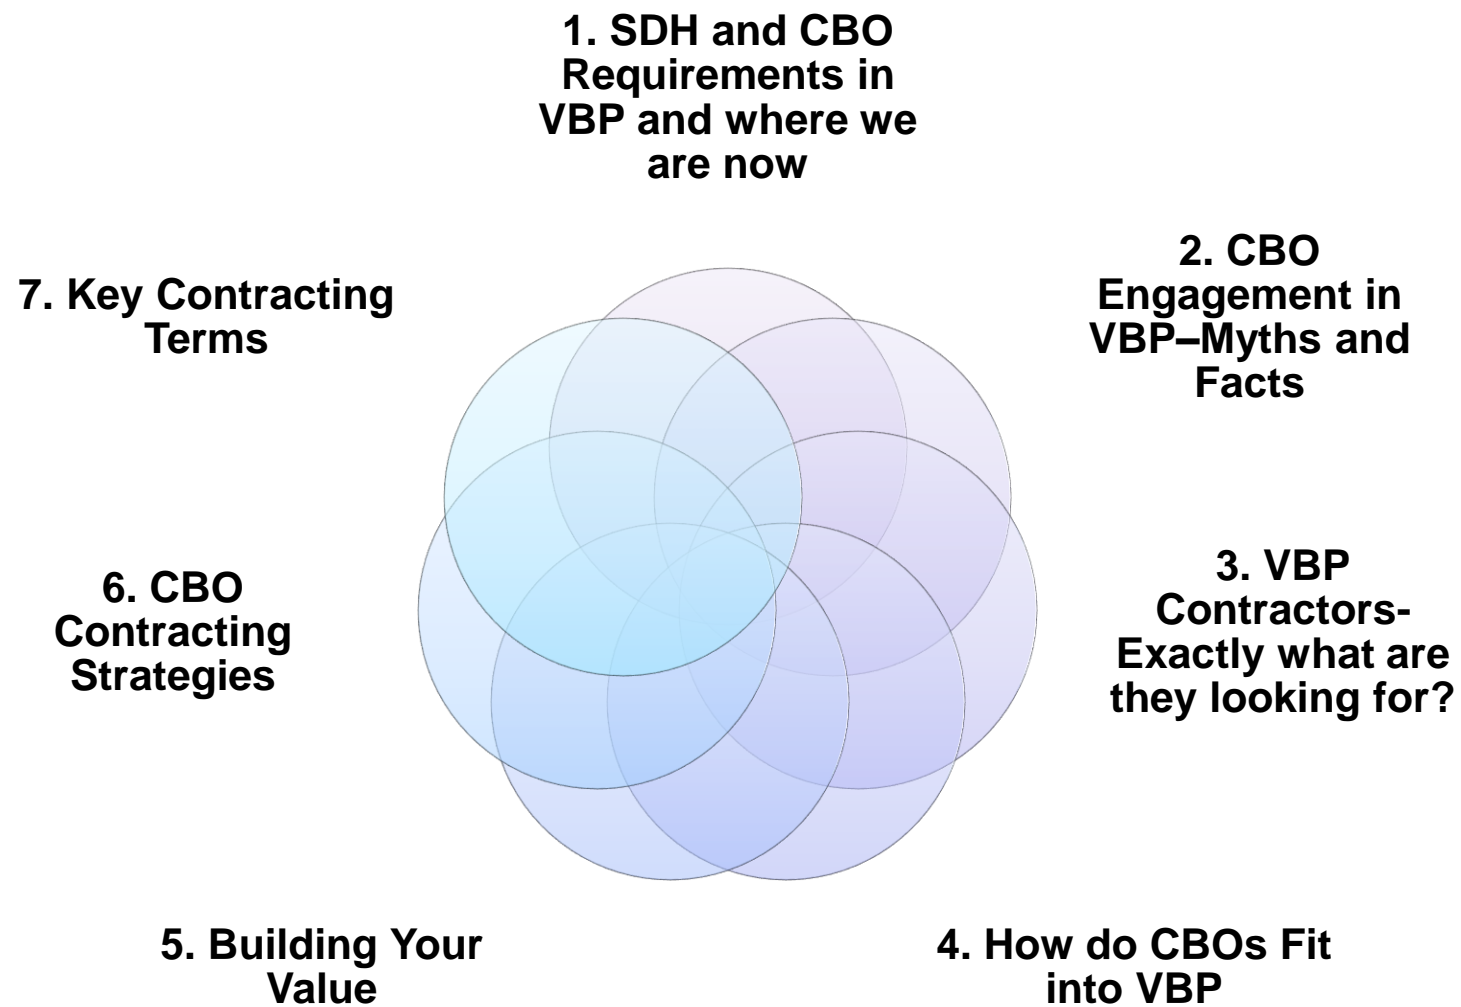 1. SDH and CBO
Requirements in
VBP and where we
are now
2. CBO
Engagement in
VBP–Myths and
Facts
3. VBP
Contractors-
Exactly what are
they looking for?
4. How do CBOs Fit
into VBP
5. Building Your
Value
6. CBO
Contracting
Strategies
7. Key Contracting
Terms